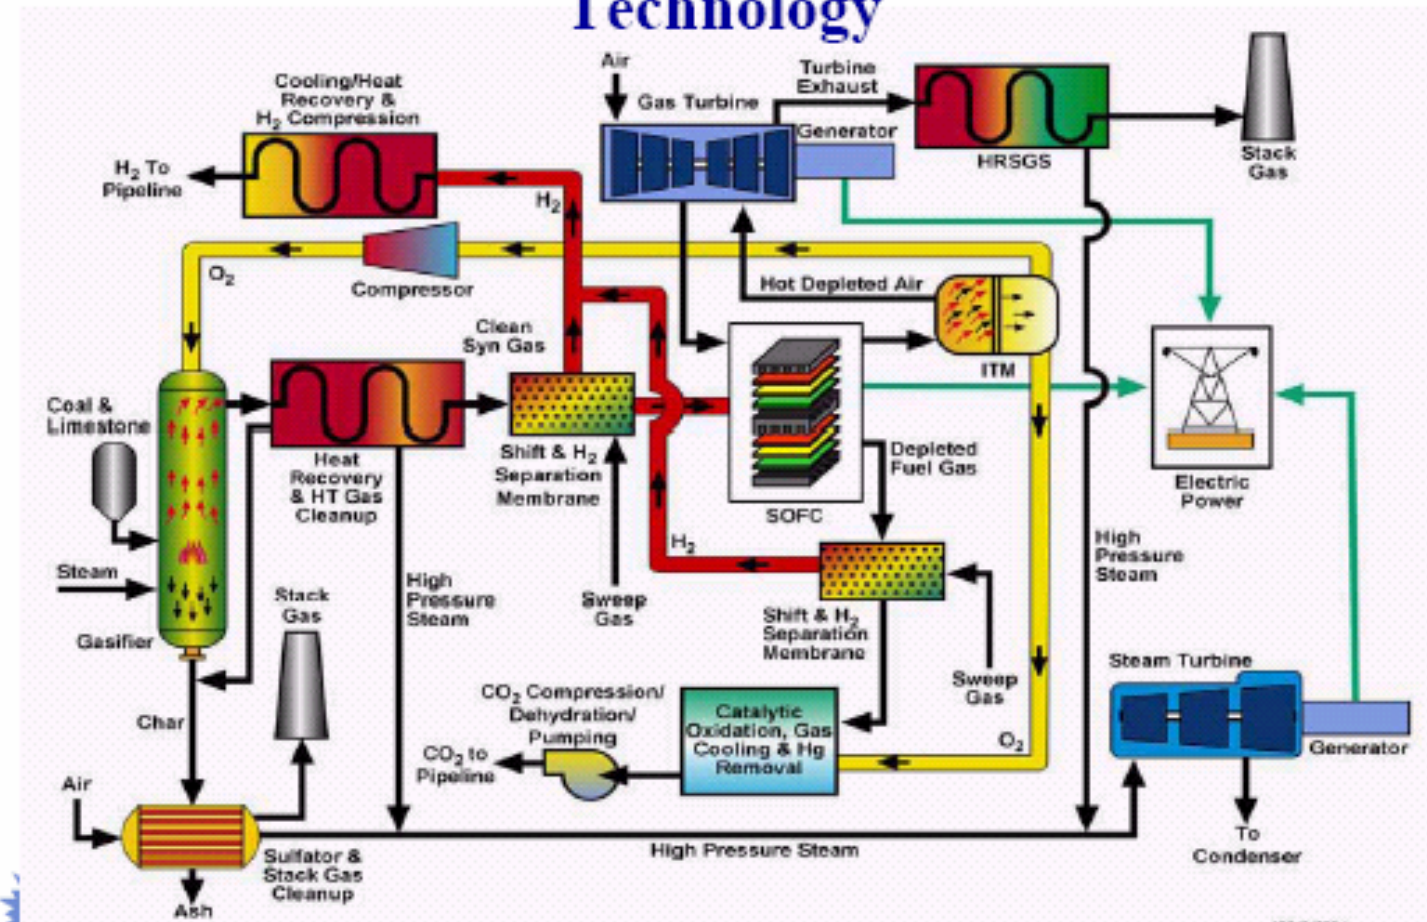 Technology
Air
Cooling/Heat
Recovery &
H₂ Compression
Turbine
Exhaust
Gas Turbine
Generator
H₂ To
Pipeline
HRSGS
Stack
Gas
H₂
O₂
Compressor
Hot Depleted Air
Clean
Syn Gas
ITM
Coal &
Limestone
Heat
Recovery
& HT Gas
Cleanup
Shift & H₂
Separation
Membrane
Depleted
Fuel Gas
SOFC
Electric
Power
H₂
High
Pressure
Steam
Steam
High
Pressure
Steam
Stack
Gas
Sweep
Gas
Shift & H₂
Separation
Membrane
Gasifier
Sweep
Gas
Steam Turbine
CO₂ Compression/
Dehydration/
Pumping
Catalytic
Oxidation, Gas
Cooling & Hg
Removal
Char
O₂
Generator
CO₂ to
Pipeline
Air
To
Condenser
High Pressure Steam
Sulfator &
Stack Gas
Cleanup
Ash